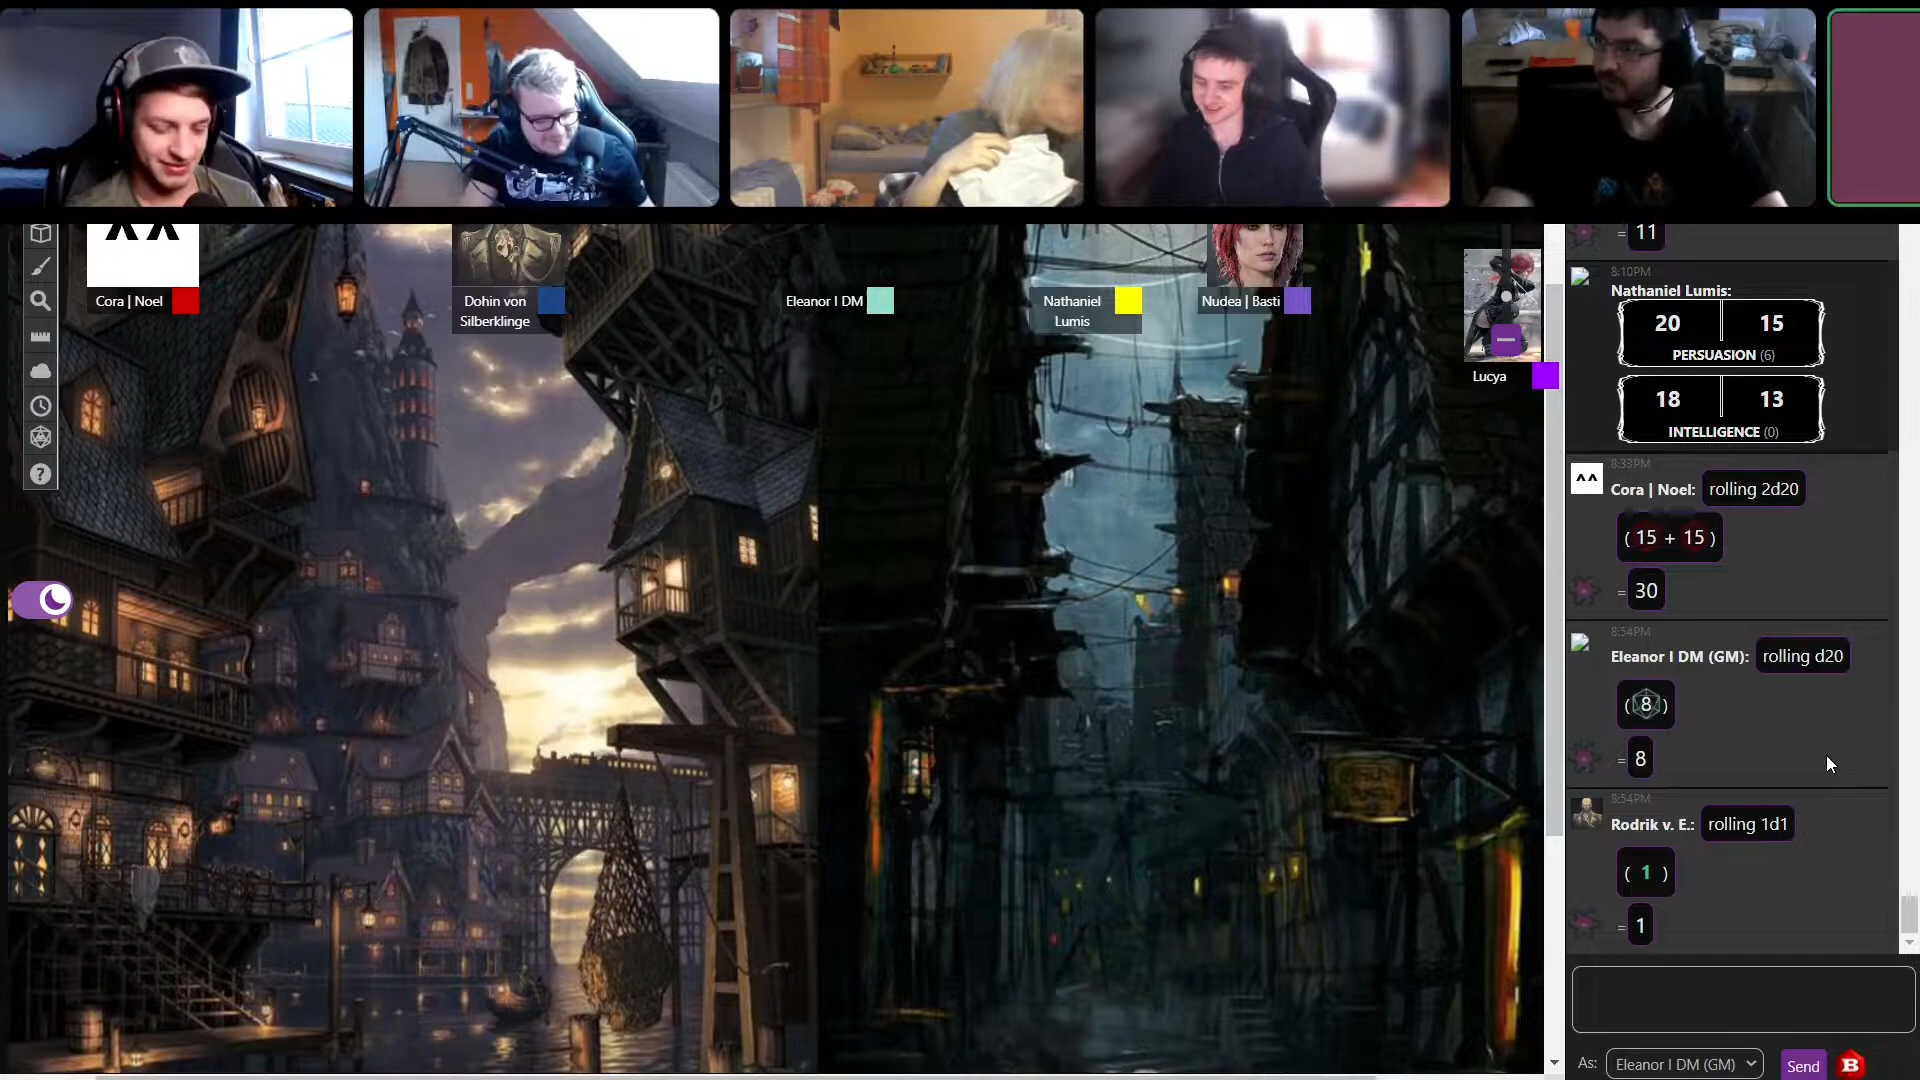 ^^
Cora | Noel
Dohin von
Silberklinge
Eleanor I DM
Nathaniel
Lumis
Nudea | Basti
Lucya
?
= 11
8:10PM
Nathaniel Lumis:
20 15
PERSUASION (6)
18 13
INTELLIGENCE (0)
8:33PM
^^
Cora | Noel: rolling 2d20
( 15 + 15 )
= 30
8:54PM
Eleanor I DM (GM): rolling d20
( 8 )
= 8
8:54PM
Rodrik v. E.: rolling 1d1
( 1 )
= 1
As: Eleanor I DM (GM) Send B